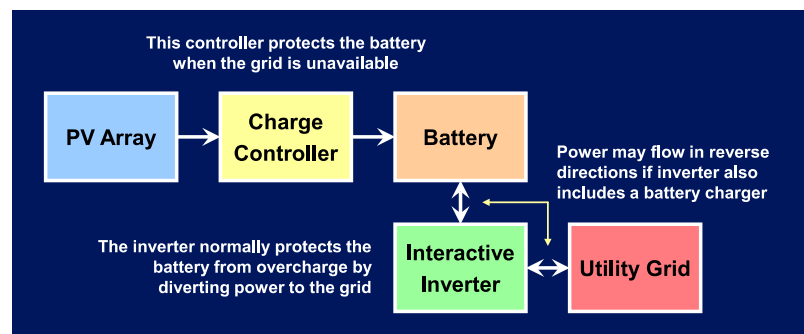 This controller protects the battery
when the grid is unavailable
PV Array
Charge
Controller
Battery
Power may flow in reverse
directions if inverter also
includes a battery charger
The inverter normally protects the
battery from overcharge by
diverting power to the grid
Interactive
Inverter
Utility Grid